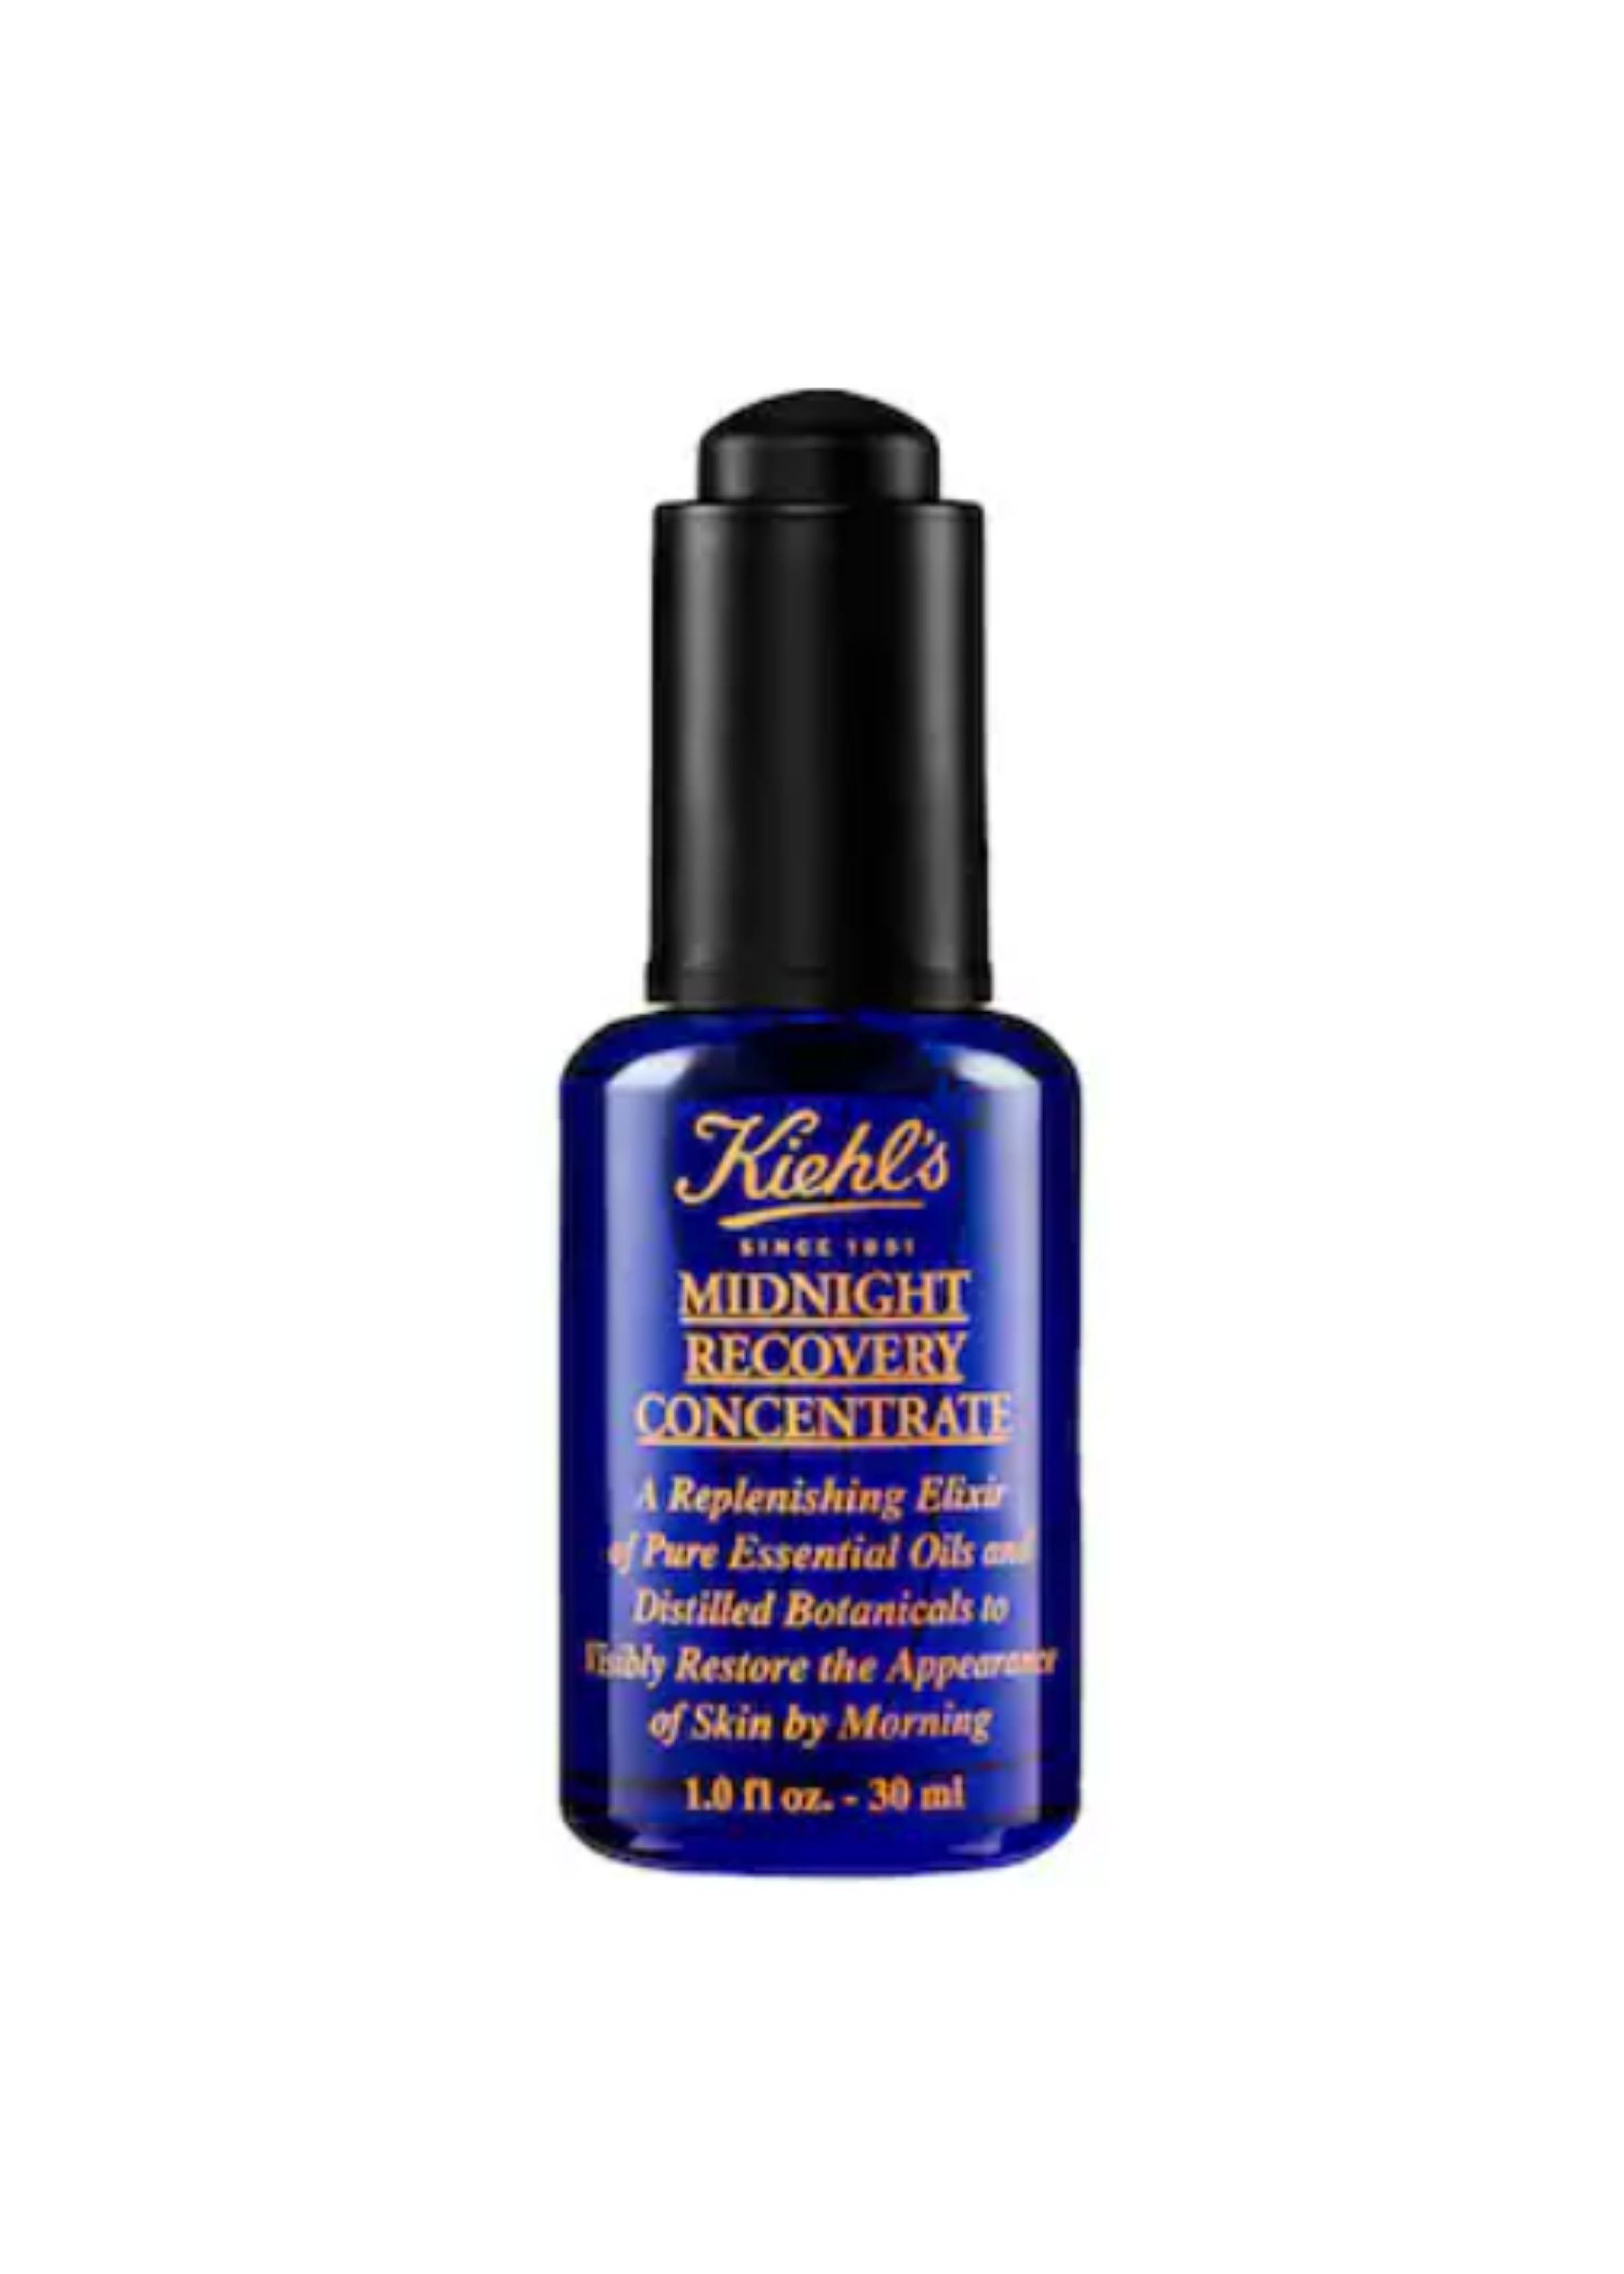 Kiehl's
SINCE 1851
MIDNIGHT
RECOVERY
CONCENTRATE
A Replenishing Elixir
of Pure Essential Oils and
Distilled Botanicals to
Visibly Restore the Appearance
of Skin by Morning
1.0 fl oz. - 30 ml